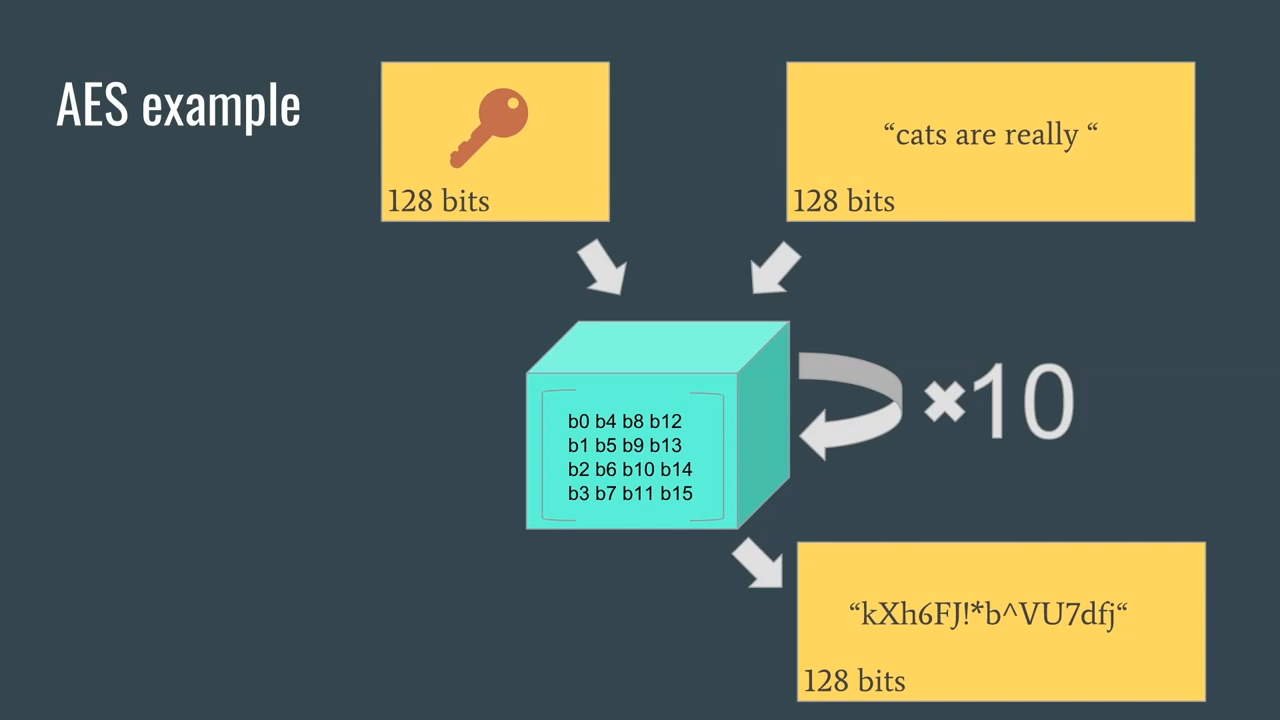 AES example
128 bits
“cats are really “
128 bits
b0 b4 b8 b12
b1 b5 b9 b13
b2 b6 b10 b14
b3 b7 b11 b15
×10
“kXh6FJ!*b^VU7dfj“
128 bits